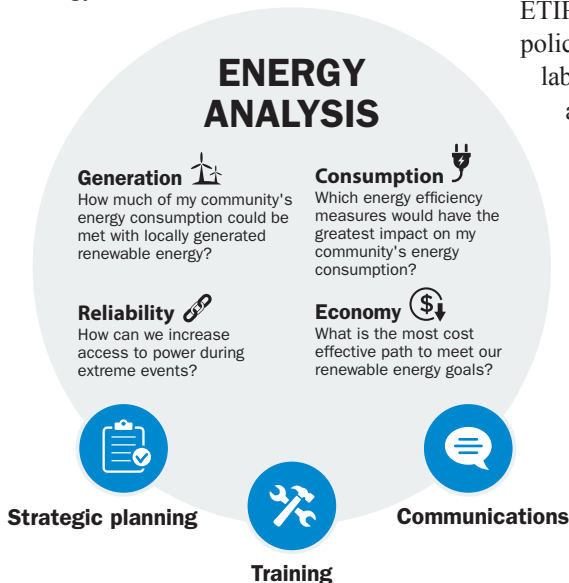 polic
lab
a
ENERGY
ANALYSIS
Generation
How much of my community's
energy consumption could be
met with locally generated
renewable energy?
Consumption
Which energy efficiency
measures would have the
greatest impact on my
community's energy
consumption?
Reliability
How can we increase
access to power during
extreme events?
Economy
What is the most cost
effective path to meet our
renewable energy goals?
Strategic planning
Communications
Training